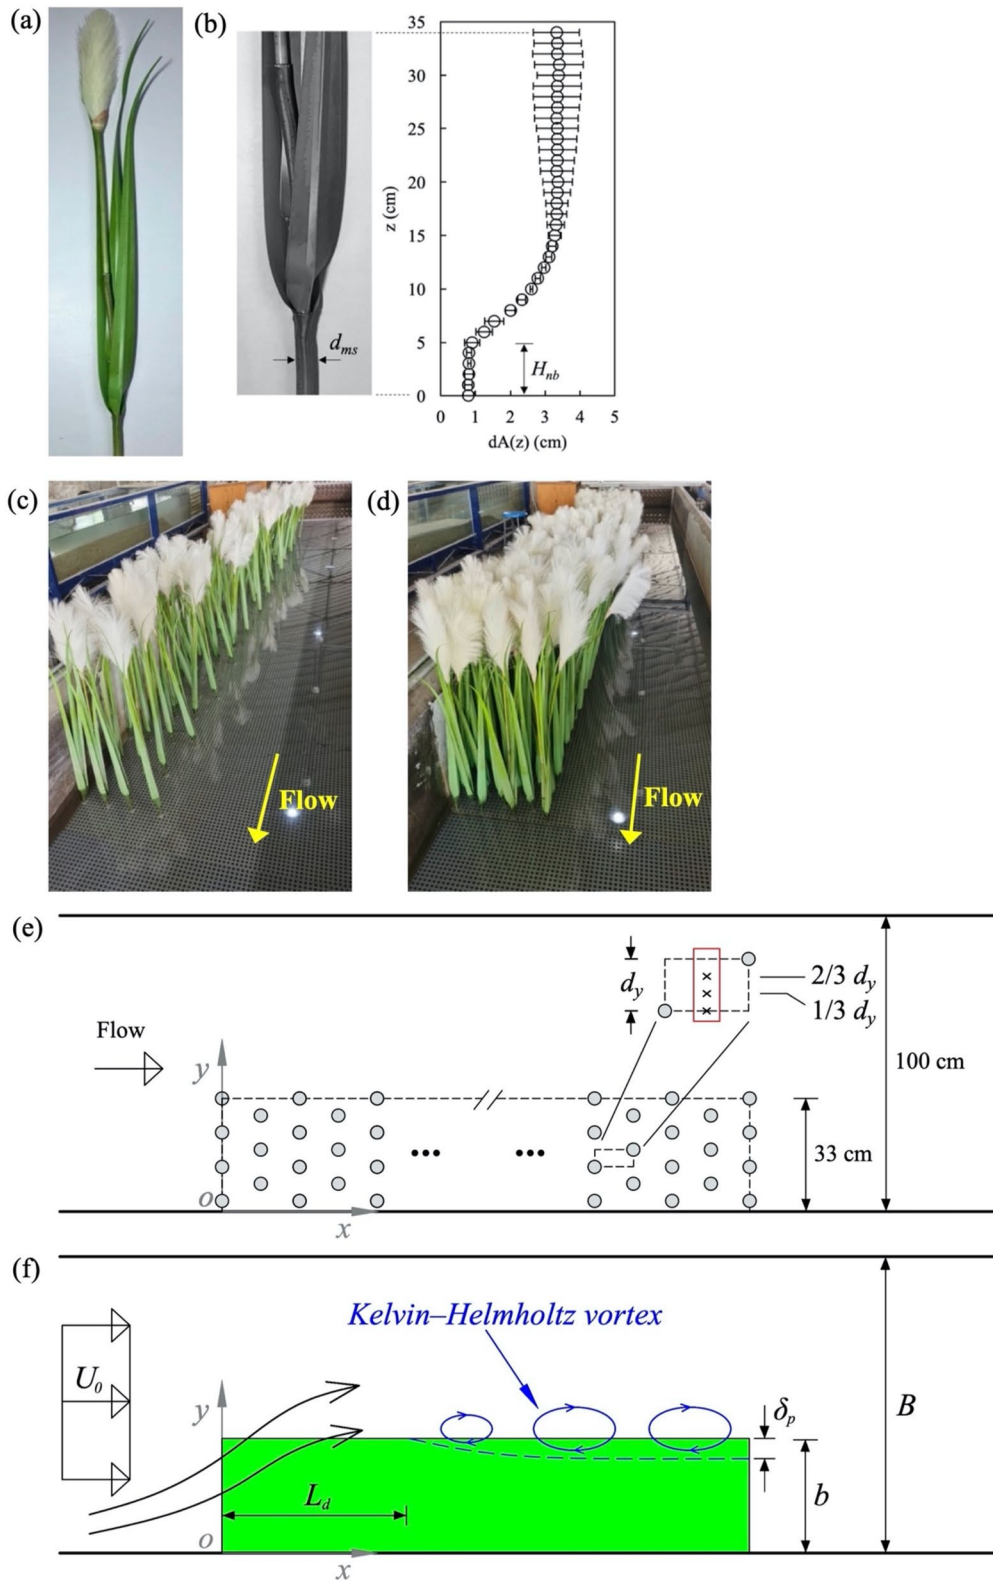 (a)
(b)
d_ms
35
30
25
20
15
10
5
0
z (cm)
H_nb
0 1 2 3 4 5
dA(z) (cm)
(c)
Flow
(d)
Flow
(e)
Flow
y
o
x
d_y
2/3 d_y
1/3 d_y
100 cm
33 cm
(f)
Kelvin–Helmholtz vortex
U_0
y
L_d
o
x
δ_p
b
B